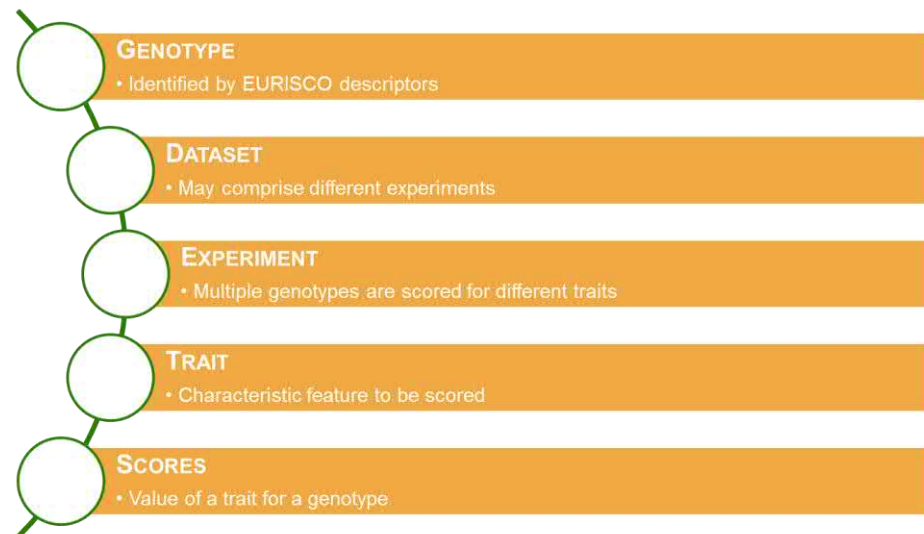 GENOTYPE
• Identified by EURISCO descriptors
DATASET
• May comprise different experiments
EXPERIMENT
• Multiple genotypes are scored for different traits
TRAIT
• Characteristic feature to be scored
SCORES
• Value of a trait for a genotype